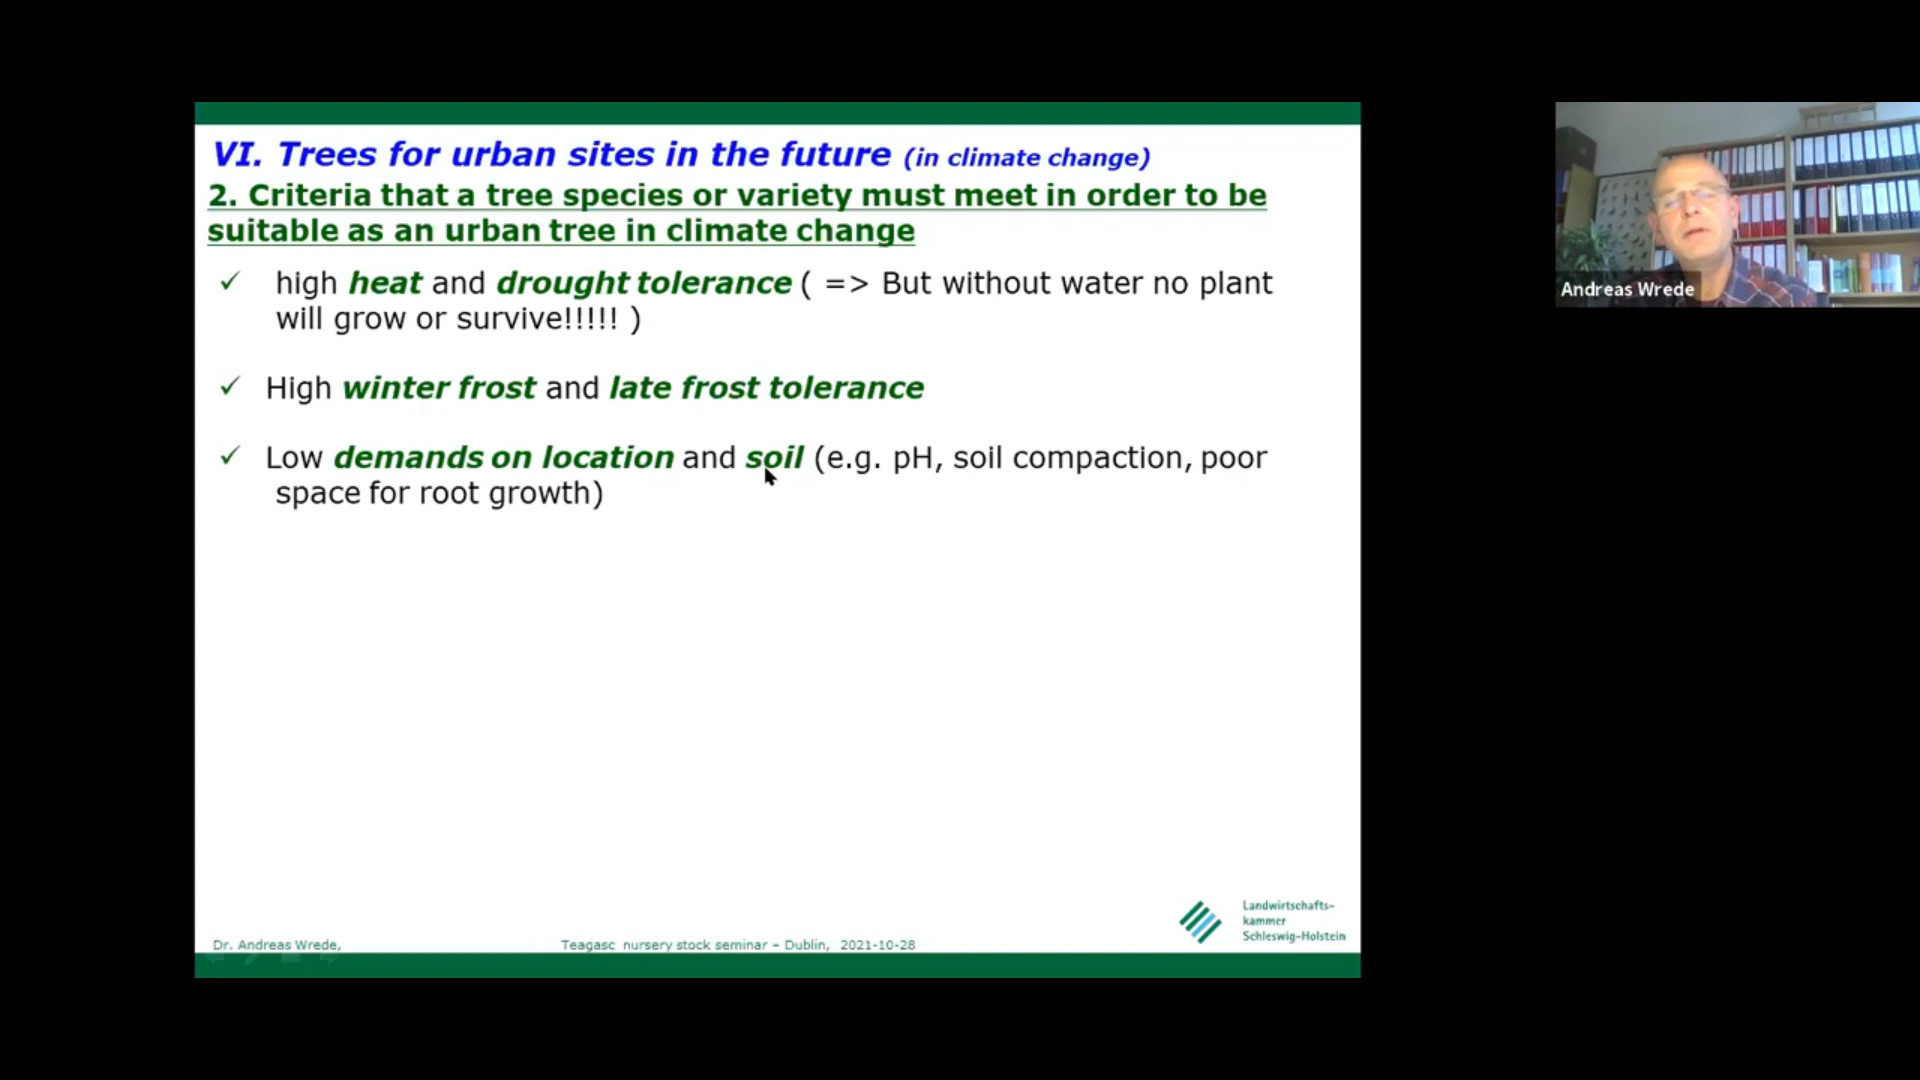 VI. Trees for urban sites in the future (in climate change)
2. Criteria that a tree species or variety must meet in order to be
suitable as an urban tree in climate change
✓ high heat and drought tolerance ( => But without water no plant
will grow or survive!!!!! )
✓ High winter frost and late frost tolerance
✓ Low demands on location and soil (e.g. pH, soil compaction, poor
space for root growth)
Dr. Andreas Wrede,
Teagasc nursery stock seminar – Dublin, 2021-10-28
Landwirtschafts-
kammer
Schleswig-Holstein
Andreas Wrede